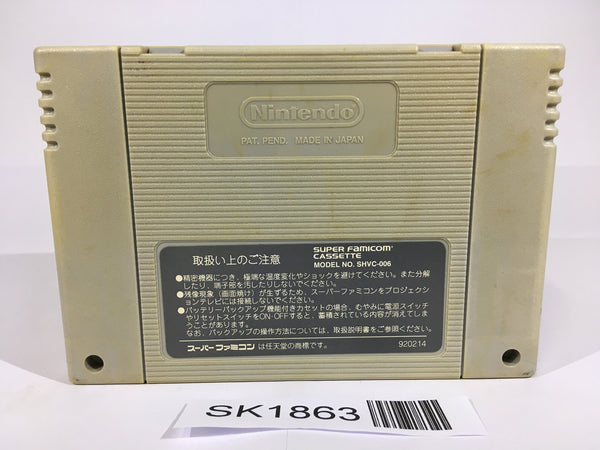 Nintendo
PAT. PEND. MADE IN JAPAN
取扱い上のご注意
SUPER FAMICOM
CASSETTE
MODEL NO. SHVC-006
●精密機器につき、極端な温度変化やショックを避けてください。また分解
したり、端子部を汚したりしないでください。
●残像現象(画面焼け)が生ずるため、スーパーファミコンをプロジェクシ
ョンテレビには接続しないでください。
●バッテリーバックアップ機能付きカセットの場合、むやみに電源スイッチ
やリセットスイッチをON-OFFすると、蓄積されている内容が消えてしま
うことがあります。
なお、バックアップの操作方法については、取扱説明書をご参照ください。
スーパーファミコンは任天堂の商標です。
920214
SK1863